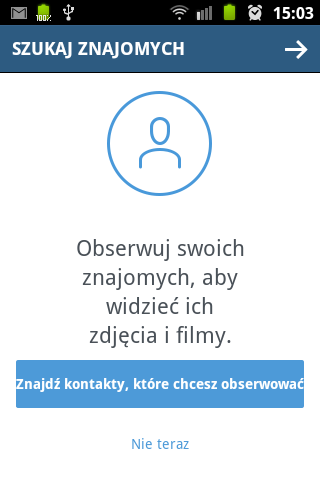 100%
15:03
SZUKAJ ZNAJOMYCH
Obserwuj swoich
znajomych, aby
widzieć ich
zdjęcia i filmy.
Znajdź kontakty, które chcesz obserwować
Nie teraz